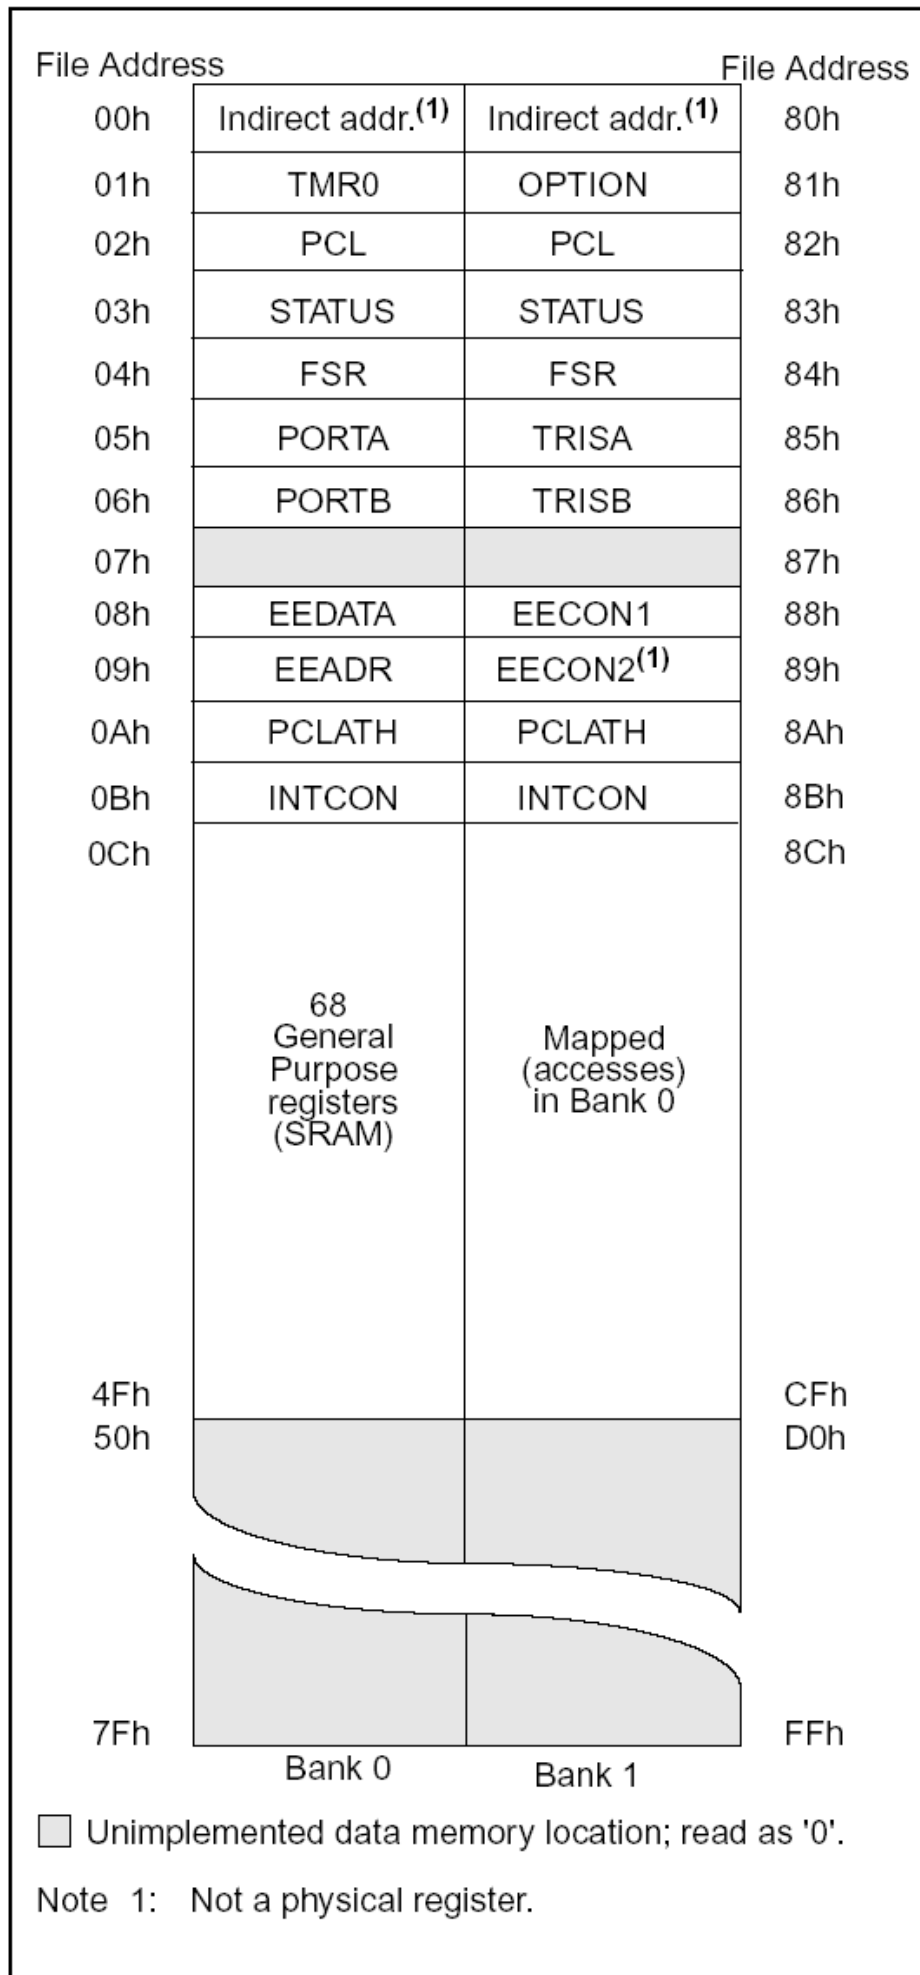 File Address File Address
00h Indirect addr.(1) Indirect addr.(1) 80h
01h TMR0 OPTION 81h
02h PCL PCL 82h
03h STATUS STATUS 83h
04h FSR FSR 84h
05h PORTA TRISA 85h
06h PORTB TRISB 86h
07h 87h
08h EEDATA EECON1 88h
09h EEADR EECON2(1) 89h
0Ah PCLATH PCLATH 8Ah
0Bh INTCON INTCON 8Bh
0Ch 8Ch
68
General
Purpose
registers
(SRAM)
Mapped
(accesses)
in Bank 0
4Fh CFh
50h D0h
7Fh FFh
Bank 0 Bank 1
Unimplemented data memory location; read as '0'.
Note 1: Not a physical register.